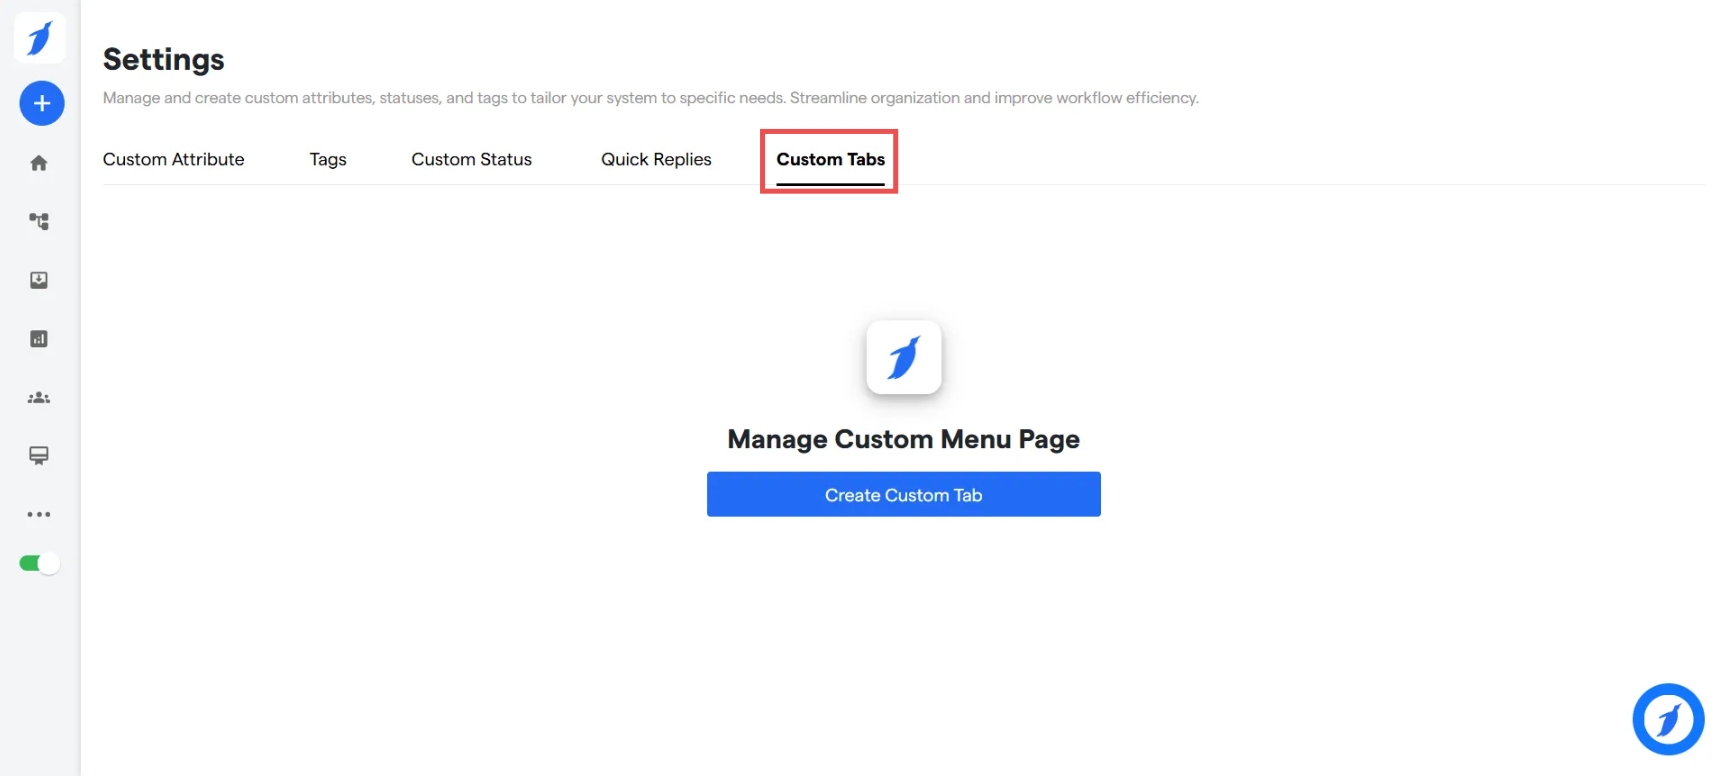 Settings
Manage and create custom attributes, statuses, and tags to tailor your system to specific needs. Streamline organization and improve workflow efficiency.
Custom Attribute
Tags
Custom Status
Quick Replies
Custom Tabs
Manage Custom Menu Page
Create Custom Tab